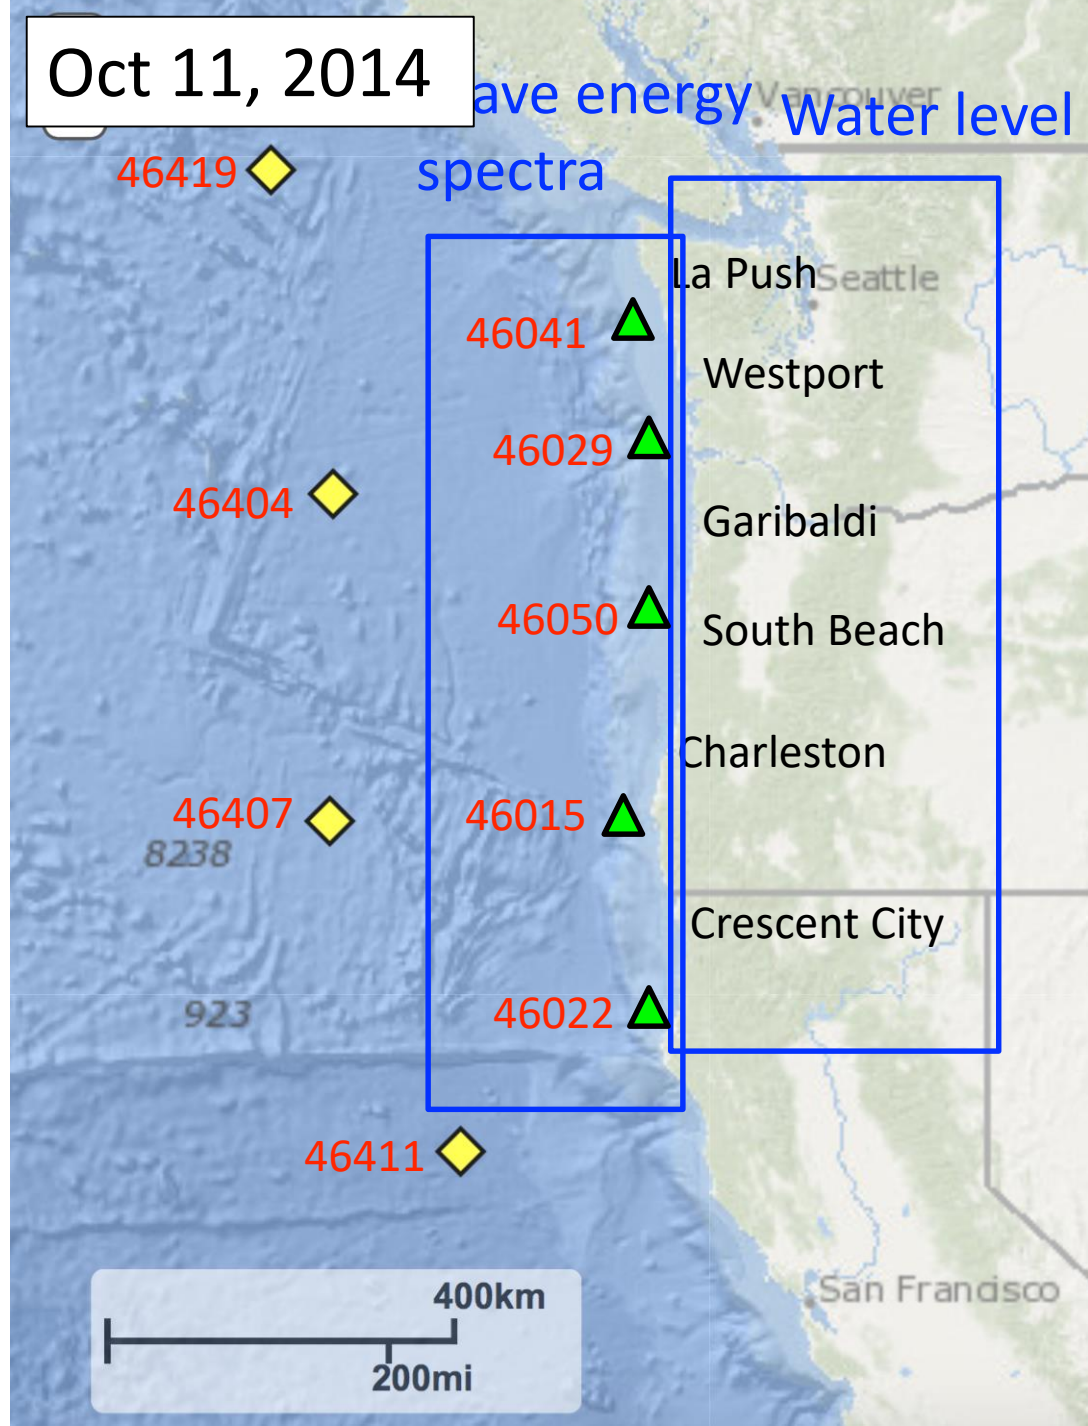 Oct 11, 2014
ave energy
spectra
Vancouver
Water level
46419
La Push
Seattle
46041
Westport
46029
46404
Garibaldi
46050
South Beach
Charleston
46407
46015
8238
Crescent City
923
46022
46411
400km
200mi
San Francisco